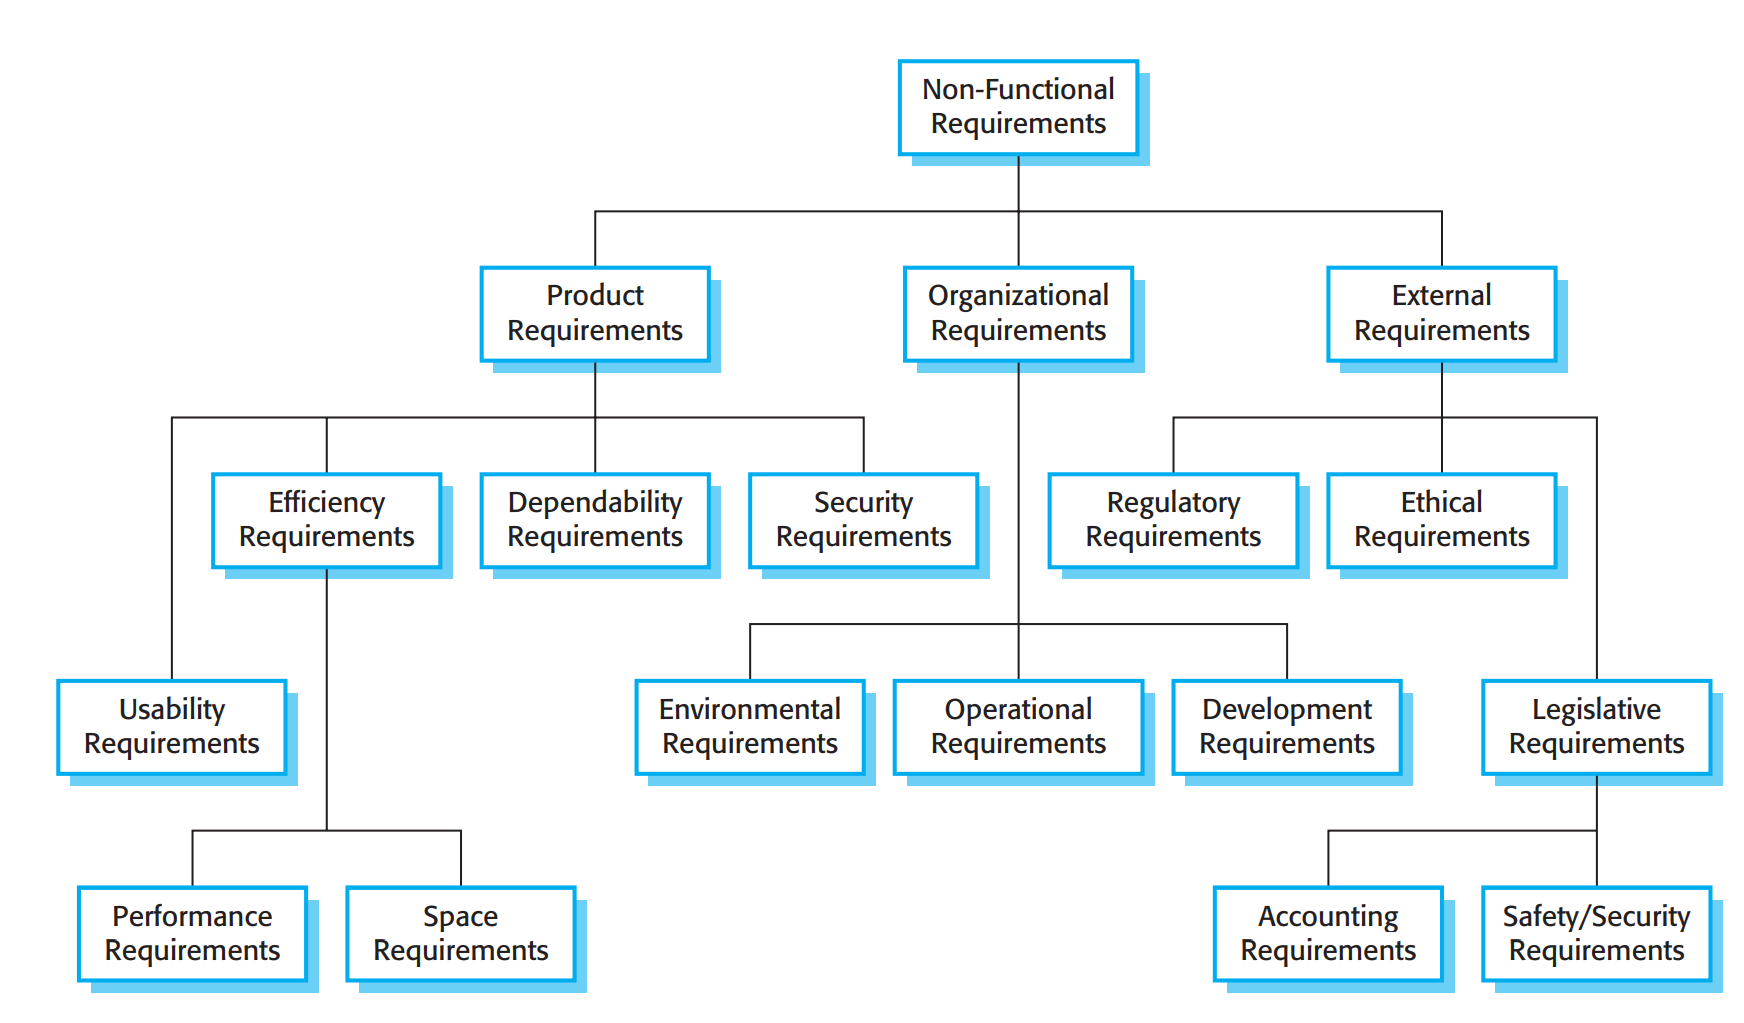 Non-Functional
Requirements
Product
Requirements
Organizational
Requirements
External
Requirements
Efficiency
Requirements
Dependability
Requirements
Security
Requirements
Regulatory
Requirements
Ethical
Requirements
Usability
Requirements
Environmental
Requirements
Operational
Requirements
Development
Requirements
Legislative
Requirements
Performance
Requirements
Space
Requirements
Accounting
Requirements
Safety/Security
Requirements